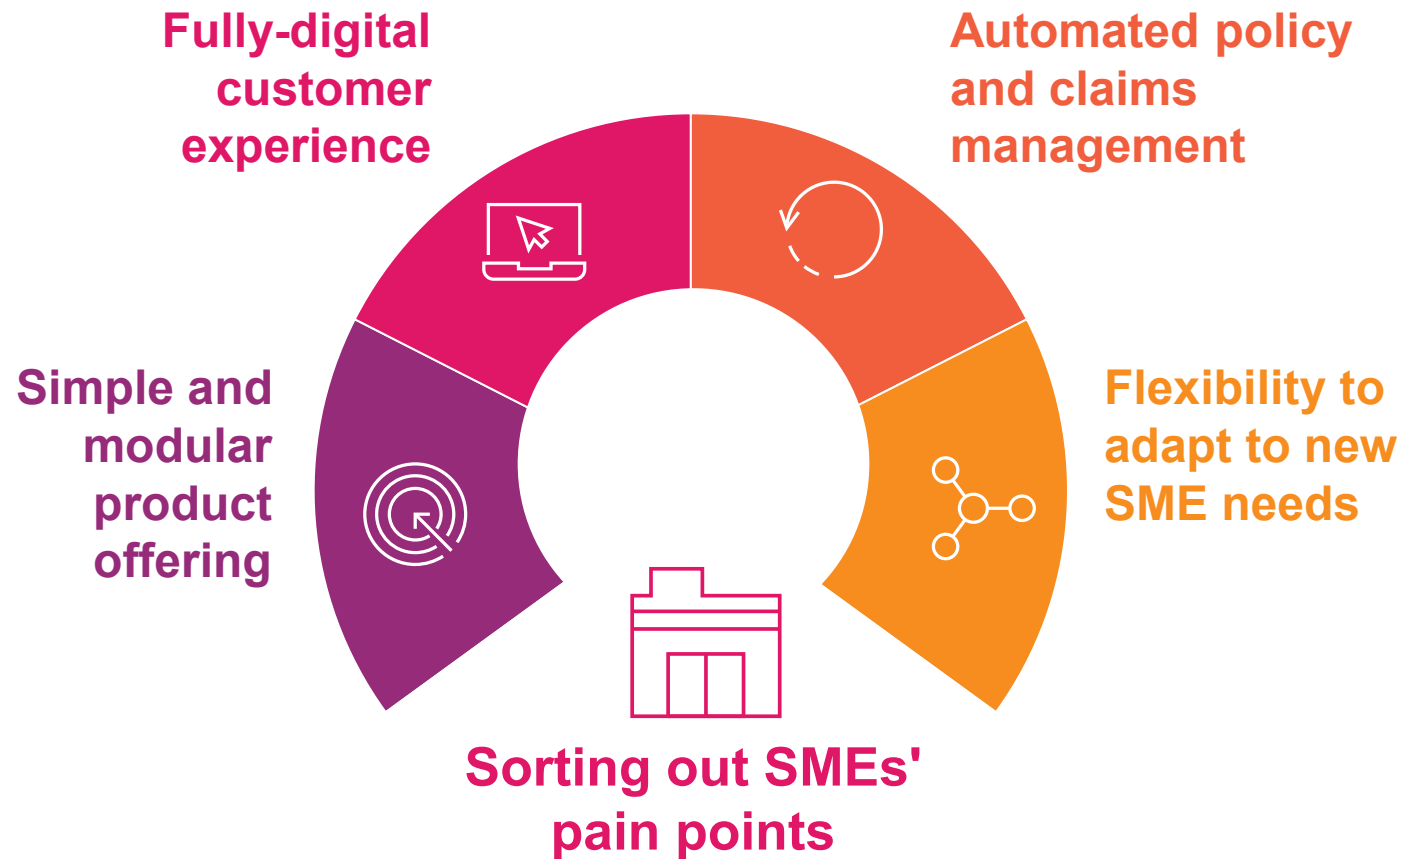 Fully-digital
customer
experience
Automated policy
and claims
management
Simple and
modular
product
offering
Flexibility to
adapt to new
SME needs
Sorting out SMEs'
pain points